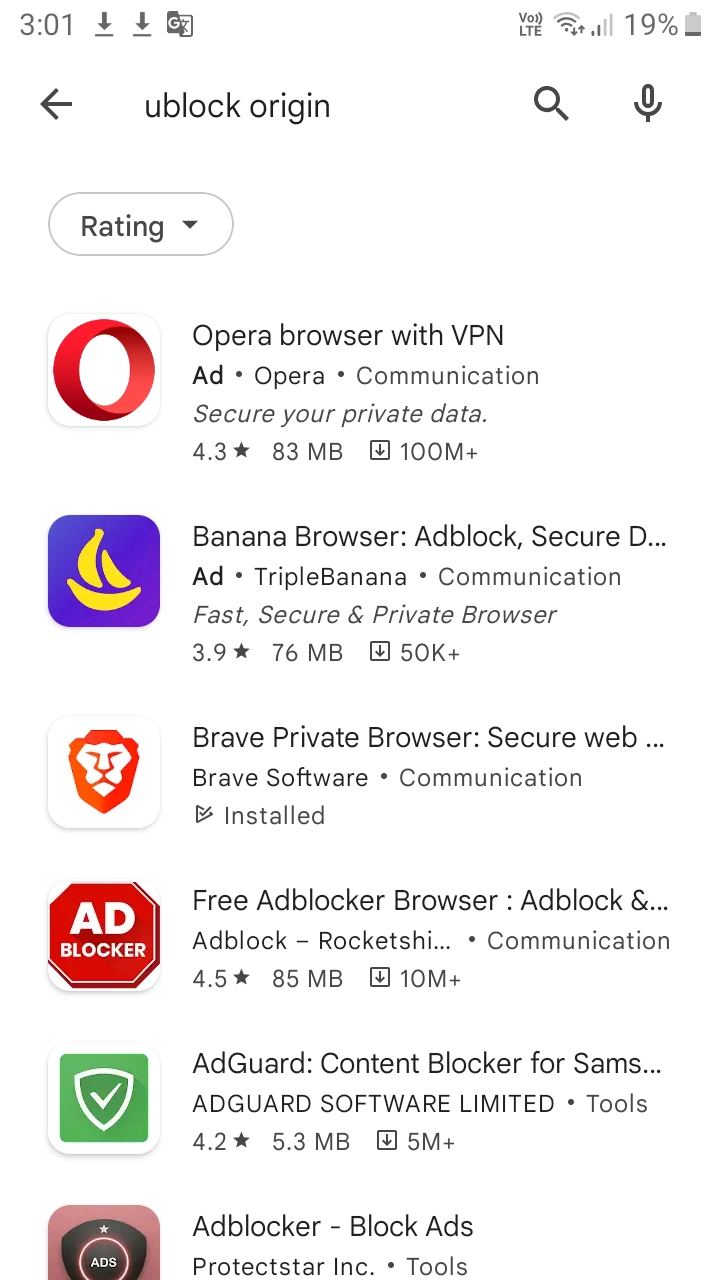 3:01 Vo)) LTE 19%
ublock origin
Rating
Opera browser with VPN
Ad • Opera • Communication
Secure your private data.
4.3★ 83 MB 100M+
Banana Browser: Adblock, Secure D...
Ad • TripleBanana • Communication
Fast, Secure & Private Browser
3.9★ 76 MB 50K+
Brave Private Browser: Secure web ...
Brave Software • Communication
Installed
AD
BLOCKER
Free Adblocker Browser : Adblock &...
Adblock – Rocketshi... • Communication
4.5★ 85 MB 10M+
AdGuard: Content Blocker for Sams...
ADGUARD SOFTWARE LIMITED • Tools
4.2★ 5.3 MB 5M+
ADS
Adblocker - Block Ads
Protectstar Inc. • Tools